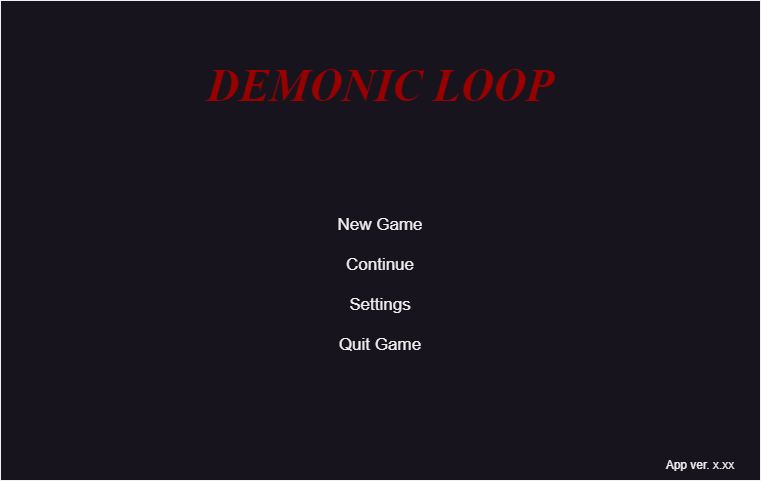 DEMONIC LOOP
New Game
Continue
Settings
Quit Game
App ver. x.xx